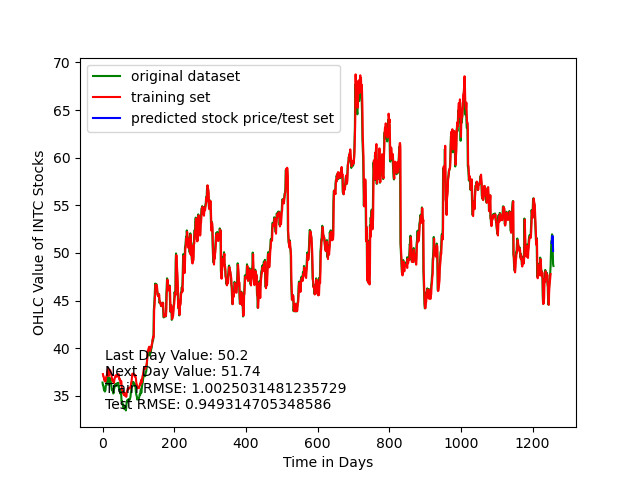 70
65
60
55
50
45
40
35
OHLC Value of INTC Stocks
original dataset
training set
predicted stock price/test set
Last Day Value: 50.2
Next Day Value: 51.74
Train RMSE: 1.0025031481235729
Test RMSE: 0.949314705348586
0 200 400 600 800 1000 1200
Time in Days